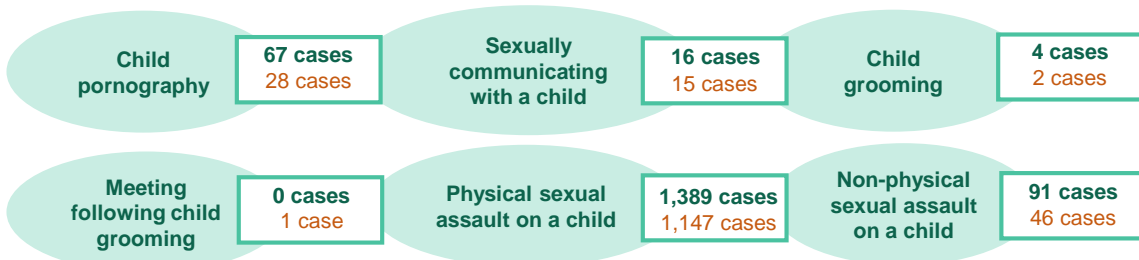 Child
pornography
67 cases
28 cases
Sexually
communicating
with a child
16 cases
15 cases
Child
grooming
4 cases
2 cases
Meeting
following child
grooming
0 cases
1 case
Physical sexual
assault on a child
1,389 cases
1,147 cases
Non-physical
sexual assault
on a child
91 cases
46 cases